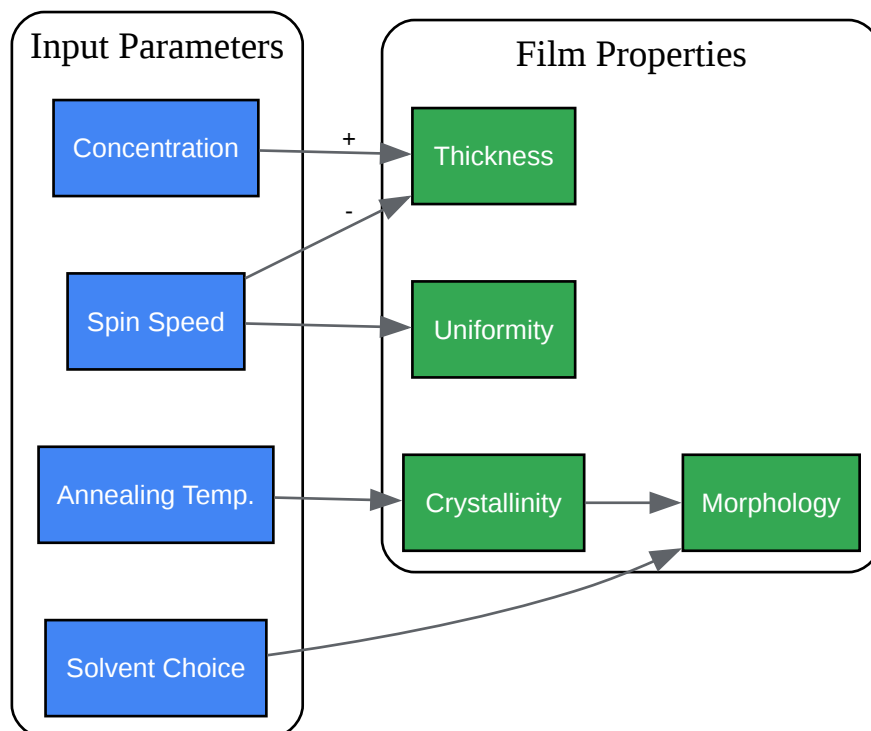 Input Parameters
Film Properties
Concentration
+
Thickness
-
Spin Speed
Uniformity
Annealing Temp.
Crystallinity
Morphology
Solvent Choice